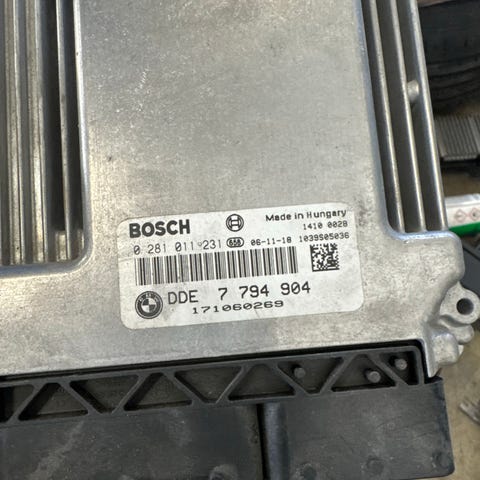 BOSCH
Made in Hungary
1410 0028
0 281 011 231 658 06-11-18 1039S05036
DDE 7 794 904
171060269